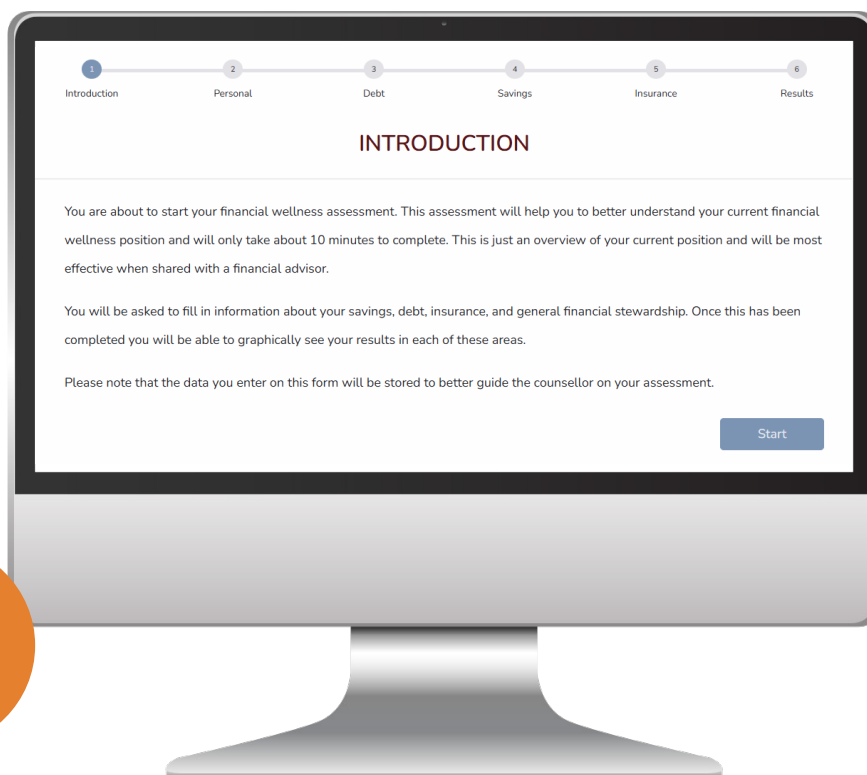 1 2 3 4 5 6
Introduction Personal Debt Savings Insurance Results
INTRODUCTION
You are about to start your financial wellness assessment. This assessment will help you to better understand your current financial
wellness position and will only take about 10 minutes to complete. This is just an overview of your current position and will be most
effective when shared with a financial advisor.
You will be asked to fill in information about your savings, debt, insurance, and general financial stewardship. Once this has been
completed you will be able to graphically see your results in each of these areas.
Please note that the data you enter on this form will be stored to better guide the counsellor on your assessment.
Start